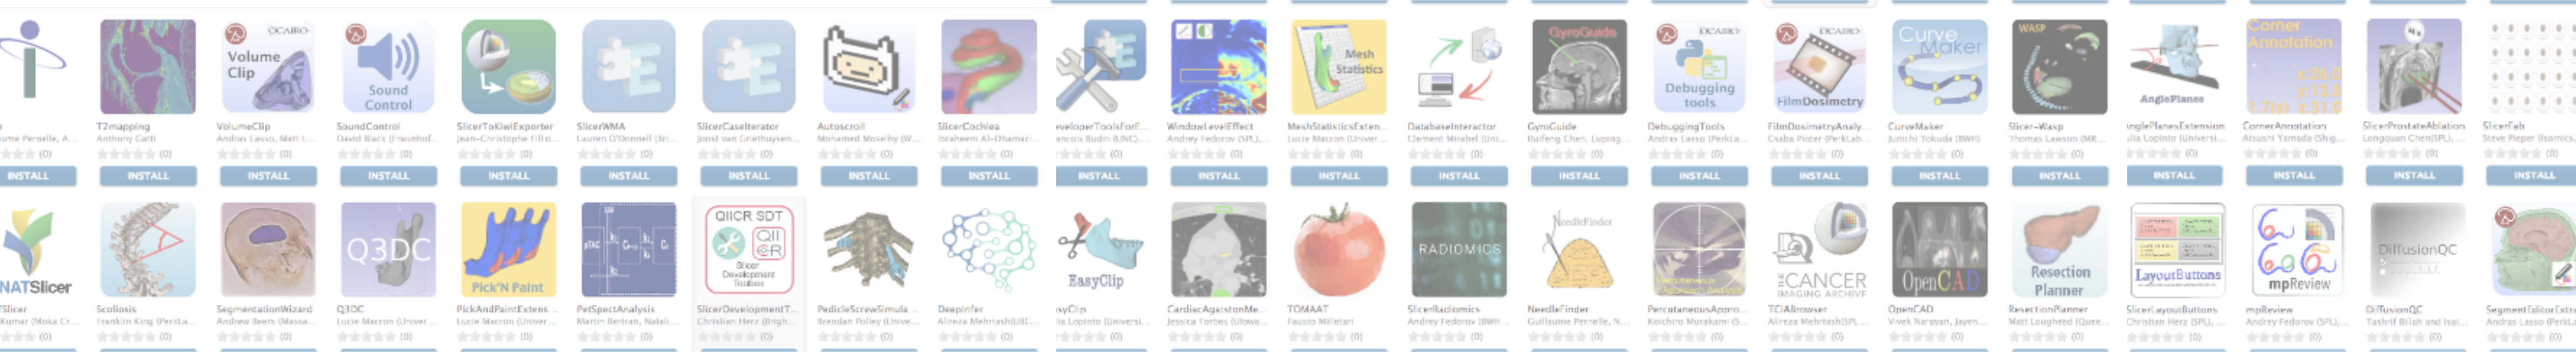 OCAIRO
Volume
Clip
OCAIRO
Sound
Control
GyroGuide
Mesh
Statistics
OCAIRO
Debugging
tools
OCAIRO
FilmDosimetry
Curve
Maker
WASP
AnglePlanes
Corner
Annotation
T2mapping
VolumeClip
SoundControl
SlicerToKiwiExporter
SlicerWMA
SlicerCaseIterator
Autoscroll
SlicerCochlea
eveloperToolsForE...
WindowLevelEffect
MeshStatisticsExten...
DatabaseInteractor
GyroGuide
DebuggingTools
FilmDosimetryAnaly...
CurveMaker
Slicer-Wasp
nglePlanesExtension
CornerAnnotation
SlicerProstateAblation
SlicerFab
ume Pernelle, A...
Anthony Gatti
Andras Lasso, Matt I...
David Black (Fraunhof...
Jean-Christophe Fillio...
Lauren O'Donnell (Bri...
Joost van Griethuysen...
Mohamed Moselhy (W...
Ibraheem Al-Dhamari...
ancois Budin (UNC),...
Andrey Fedorov (SPL),...
Lucie Macron (Univer...
Clement Mirabel (Uni...
Ruifeng Chen, Luping...
Andras Lasso (PerkLa...
Csaba Pinter (PerkLab...
Junichi Tokuda (BWH)
Thomas Lawson (MR...
lia Lopinto (Universi...
Atsushi Yamada (Shig...
Longquan Chen(SPL), ...
Steve Pieper (Isomics...
(0) (0) (0) (0) (0) (0) (0) (0) (0) (0) (0) (0) (0) (0) (0) (0) (0) (0) (0) (0) (0) (0)
INSTALL INSTALL INSTALL INSTALL INSTALL INSTALL INSTALL INSTALL INSTALL INSTALL INSTALL INSTALL INSTALL INSTALL INSTALL INSTALL INSTALL INSTALL INSTALL INSTALL INSTALL INSTALL
NATSlicer
Q3DC
Pick'N Paint
QIICR SDT
QII
CR
Slicer
Development
Toolbox
EasyClip
RADIOMICS
NeedleFinder
CANCER
IMAGING ARCHIVE
OpenCAD
Resection
Planner
LayoutButtons
mpReview
DiffusionQC
TSlicer
Scoliosis
SegmentationWizard
Q3DC
PickAndPaintExtens...
PetSpectAnalysis
SlicerDevelopmentT...
PedicleScrewSimula...
DeepInfer
syClip
CardiacAgatstonMe...
TOMAAT
SlicerRadiomics
NeedleFinder
PercutaneousAppro...
TCIABrowser
OpenCAD
ResectionPlanner
SlicerLayoutButtons
mpReview
DiffusionQC
SegmentEditorExtra
Kumar (Moka Cr...
Franklin King (PerkLa...
Andrew Beers (Massa...
Lucie Macron (Univer...
Lucie Macron (Univer...
Martin Bertran, Natali...
Christian Herz (Brigh...
Brendan Polley (Unive...
Alireza Mehrtash(UBC...
lia Lopinto (Universi...
Jessica Forbes (UIowa...
Fausto Milletari
Andrey Fedorov (BWH...
Guillaume Pernelle, N...
Koichiro Murakami (S...
Alireza Mehrtash(SPL ...
Vivek Narayan, Jayen...
Matt Lougheed (Quee...
Christian Herz (SPL), ...
Andrey Fedorov (SPL),...
Tashrif Billah and Isai...
Andras Lasso (PerkLa
(0) (0) (0) (0) (0) (0) (0) (0) (0) (0) (0) (0) (0) (0) (0) (0) (0) (0) (0) (0) (0) (0)